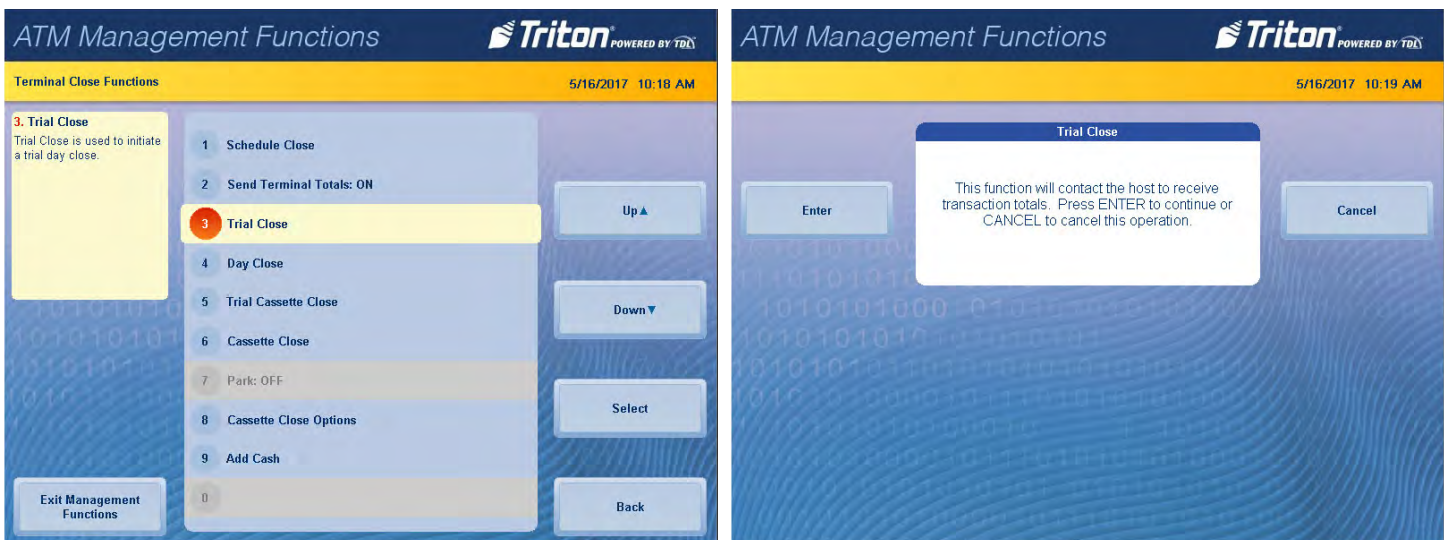 ATM Management Functions
Triton POWERED BY TDL
Terminal Close Functions
5/16/2017 10:18 AM
3. Trial Close
Trial Close is used to initiate
a trial day close.
1 Schedule Close
2 Send Terminal Totals: ON
3 Trial Close
4 Day Close
5 Trial Cassette Close
6 Cassette Close
7 Park: OFF
8 Cassette Close Options
9 Add Cash
0
Up▲
Down▼
Select
Back
Exit Management
Functions
ATM Management Functions
Triton POWERED BY TDL
5/16/2017 10:19 AM
Trial Close
This function will contact the host to receive
transaction totals. Press ENTER to continue or
CANCEL to cancel this operation.
Enter
Cancel